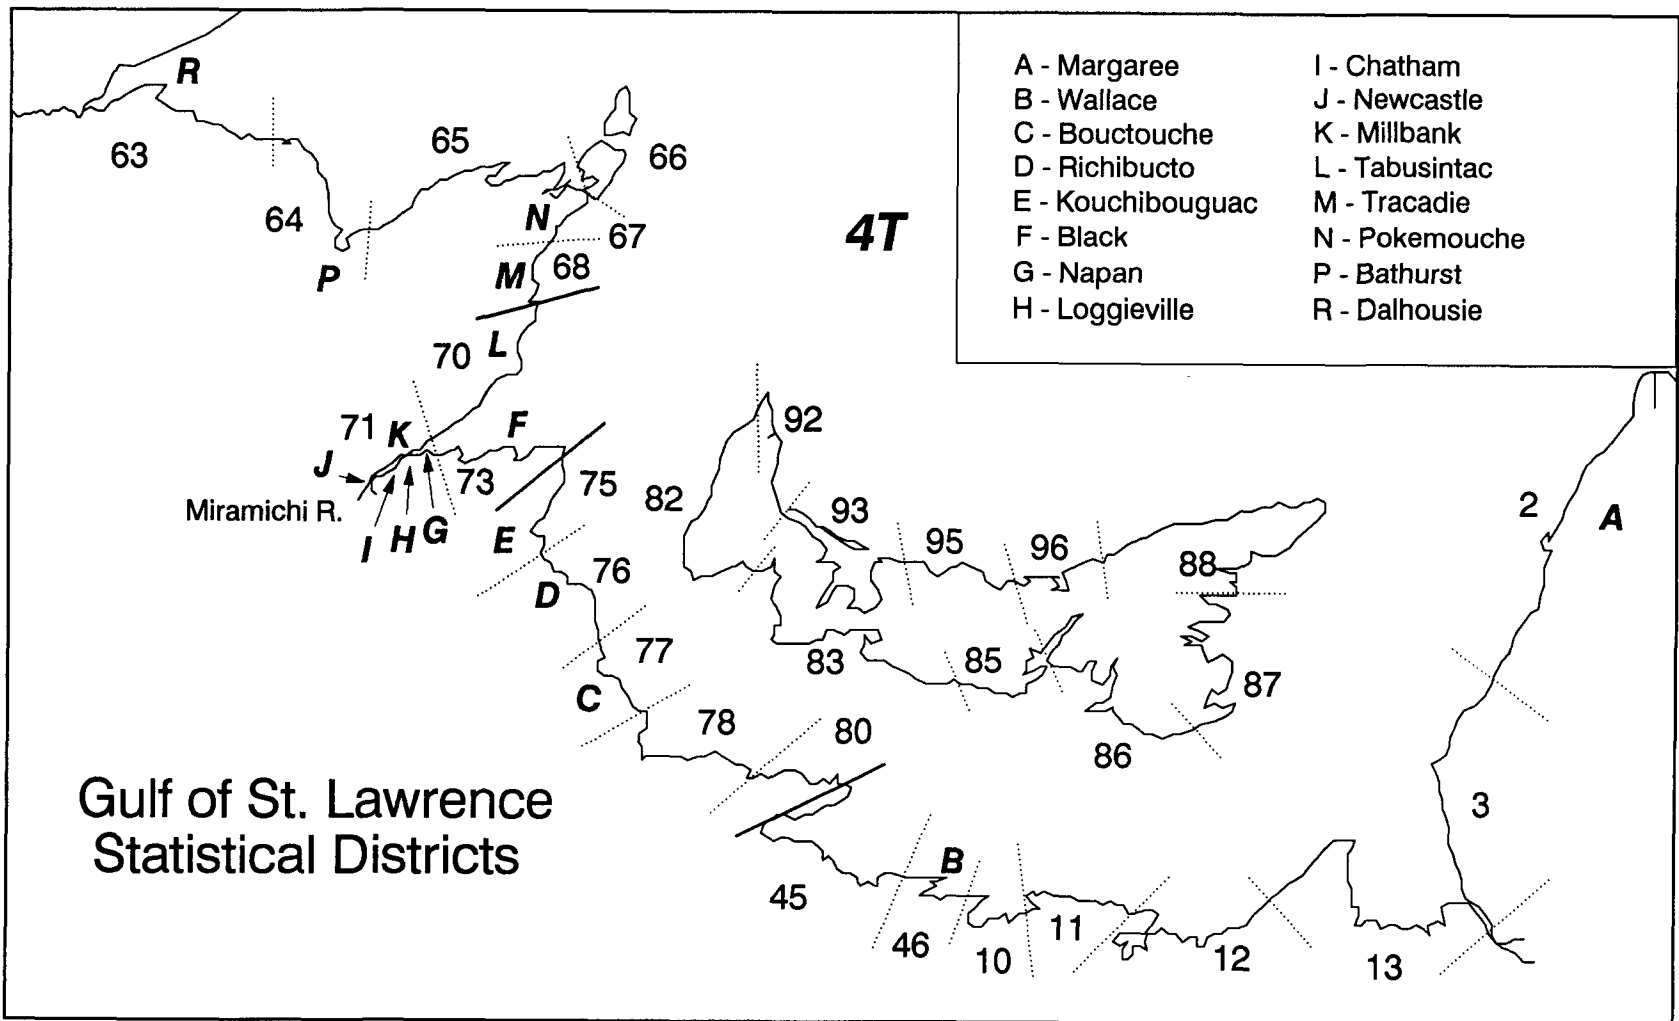 A - Margaree
B - Wallace
C - Bouctouche
D - Richibucto
E - Kouchibouguac
F - Black
G - Napan
H - Loggieville
I - Chatham
J - Newcastle
K - Millbank
L - Tabusintac
M - Tracadie
N - Pokemouche
P - Bathurst
R - Dalhousie
R
63
65
66
64
N
67
4T
P
M
68
70
L
71
K
F
92
J
73
75
82
93
2
A
Miramichi R.
I
H
G
E
95
96
88
D
76
77
83
85
87
C
78
80
86
Gulf of St. Lawrence
Statistical Districts
3
B
45
46
10
11
12
13